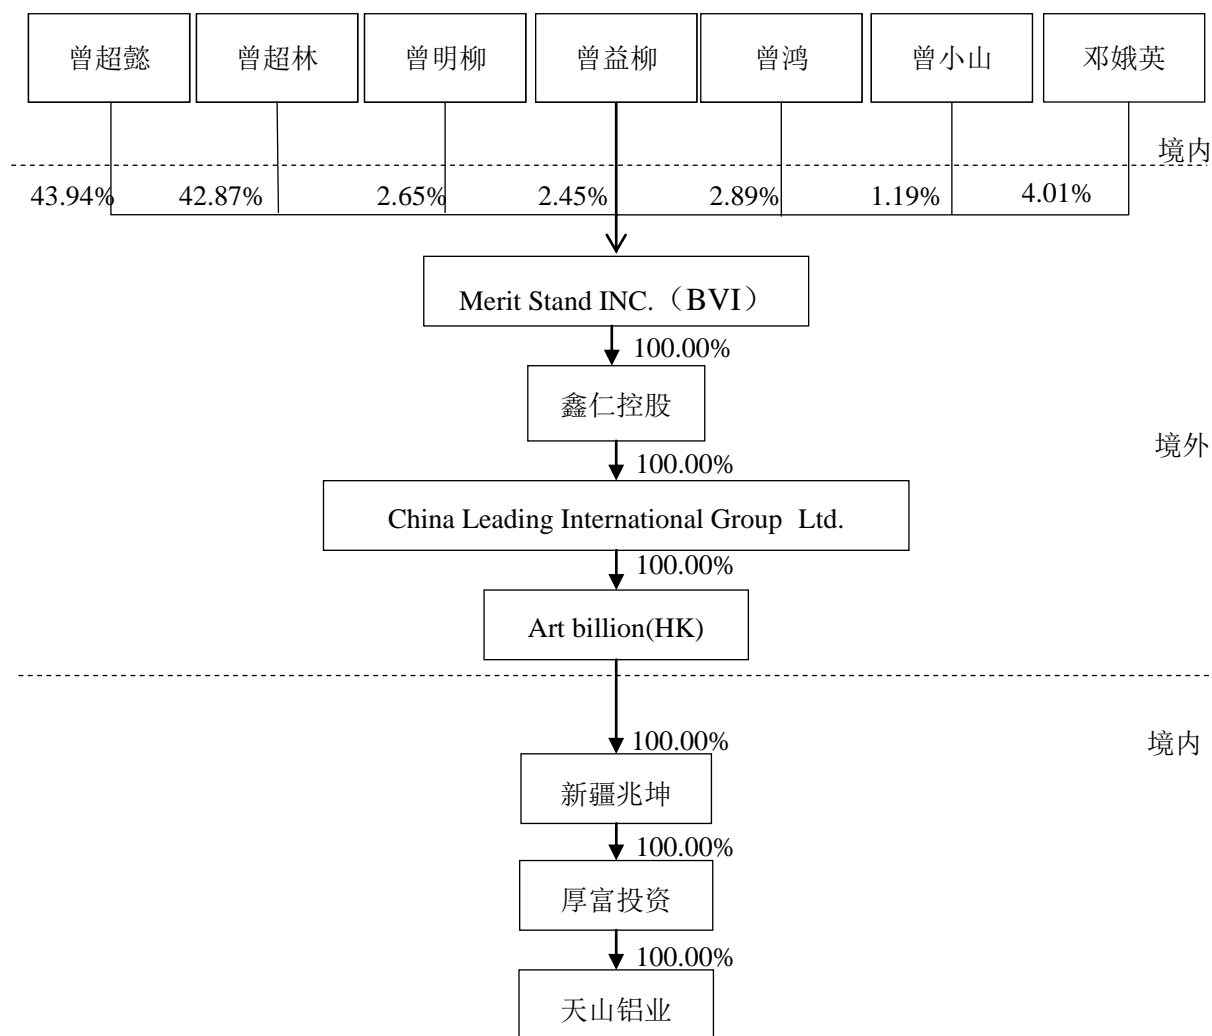 曾超懿
曾超林
曾明柳
曾益柳
曾鸿
曾小山
邓娥英
境内
43.94%
42.87%
2.65%
2.45%
2.89%
1.19%
4.01%
Merit Stand INC.（BVI）
100.00%
鑫仁控股
境外
100.00%
China Leading International Group Ltd.
100.00%
Art billion(HK)
100.00%
境内
新疆兆坤
100.00%
厚富投资
100.00%
天山铝业